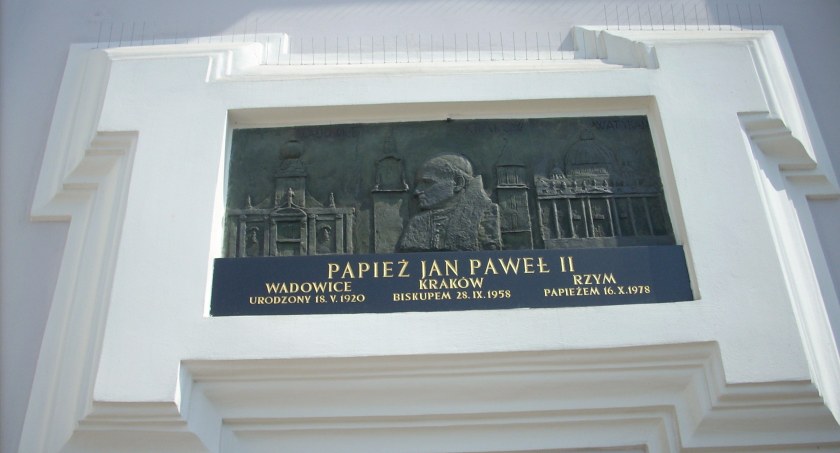 PAPIEŻ JAN PAWEŁ II
WADOWICE KRAKÓW RZYM
URODZONY 18.V.1920 BISKUPEM 28.IX.1958 PAPIEŻEM 16.X.1978